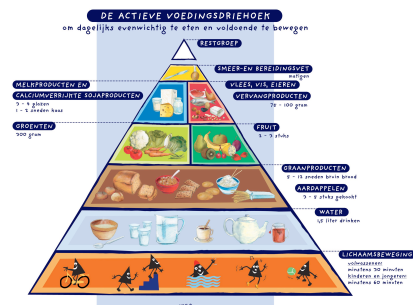 DE ACTIEVE VOEDINGSDRIEHOEK
om dagelijks evenwichtig te eten en voldoende te bewegen
RESTGROEP
SMEER-EN BEREIDINGSVET
matigen
MELKPRODUCTEN EN
CALCIUMVERRIJKTE SOJAPRODUCTEN
3 - 4 glazen
1 - 2 sneden kaas
VLEES, VIS, EIEREN
VERVANGPRODUCTEN
75 - 100 gram
GROENTEN
300 gram
FRUIT
2 - 3 stuks
GRAANPRODUCTEN
5 - 12 sneden bruin brood
AARDAPPELEN
3 - 5 stuks gekookt
WATER
1,5 liter drinken
LICHAAMSBEWEGING
volwassenen:
minstens 30 minuten
kinderen en jongeren:
minstens 60 minuten